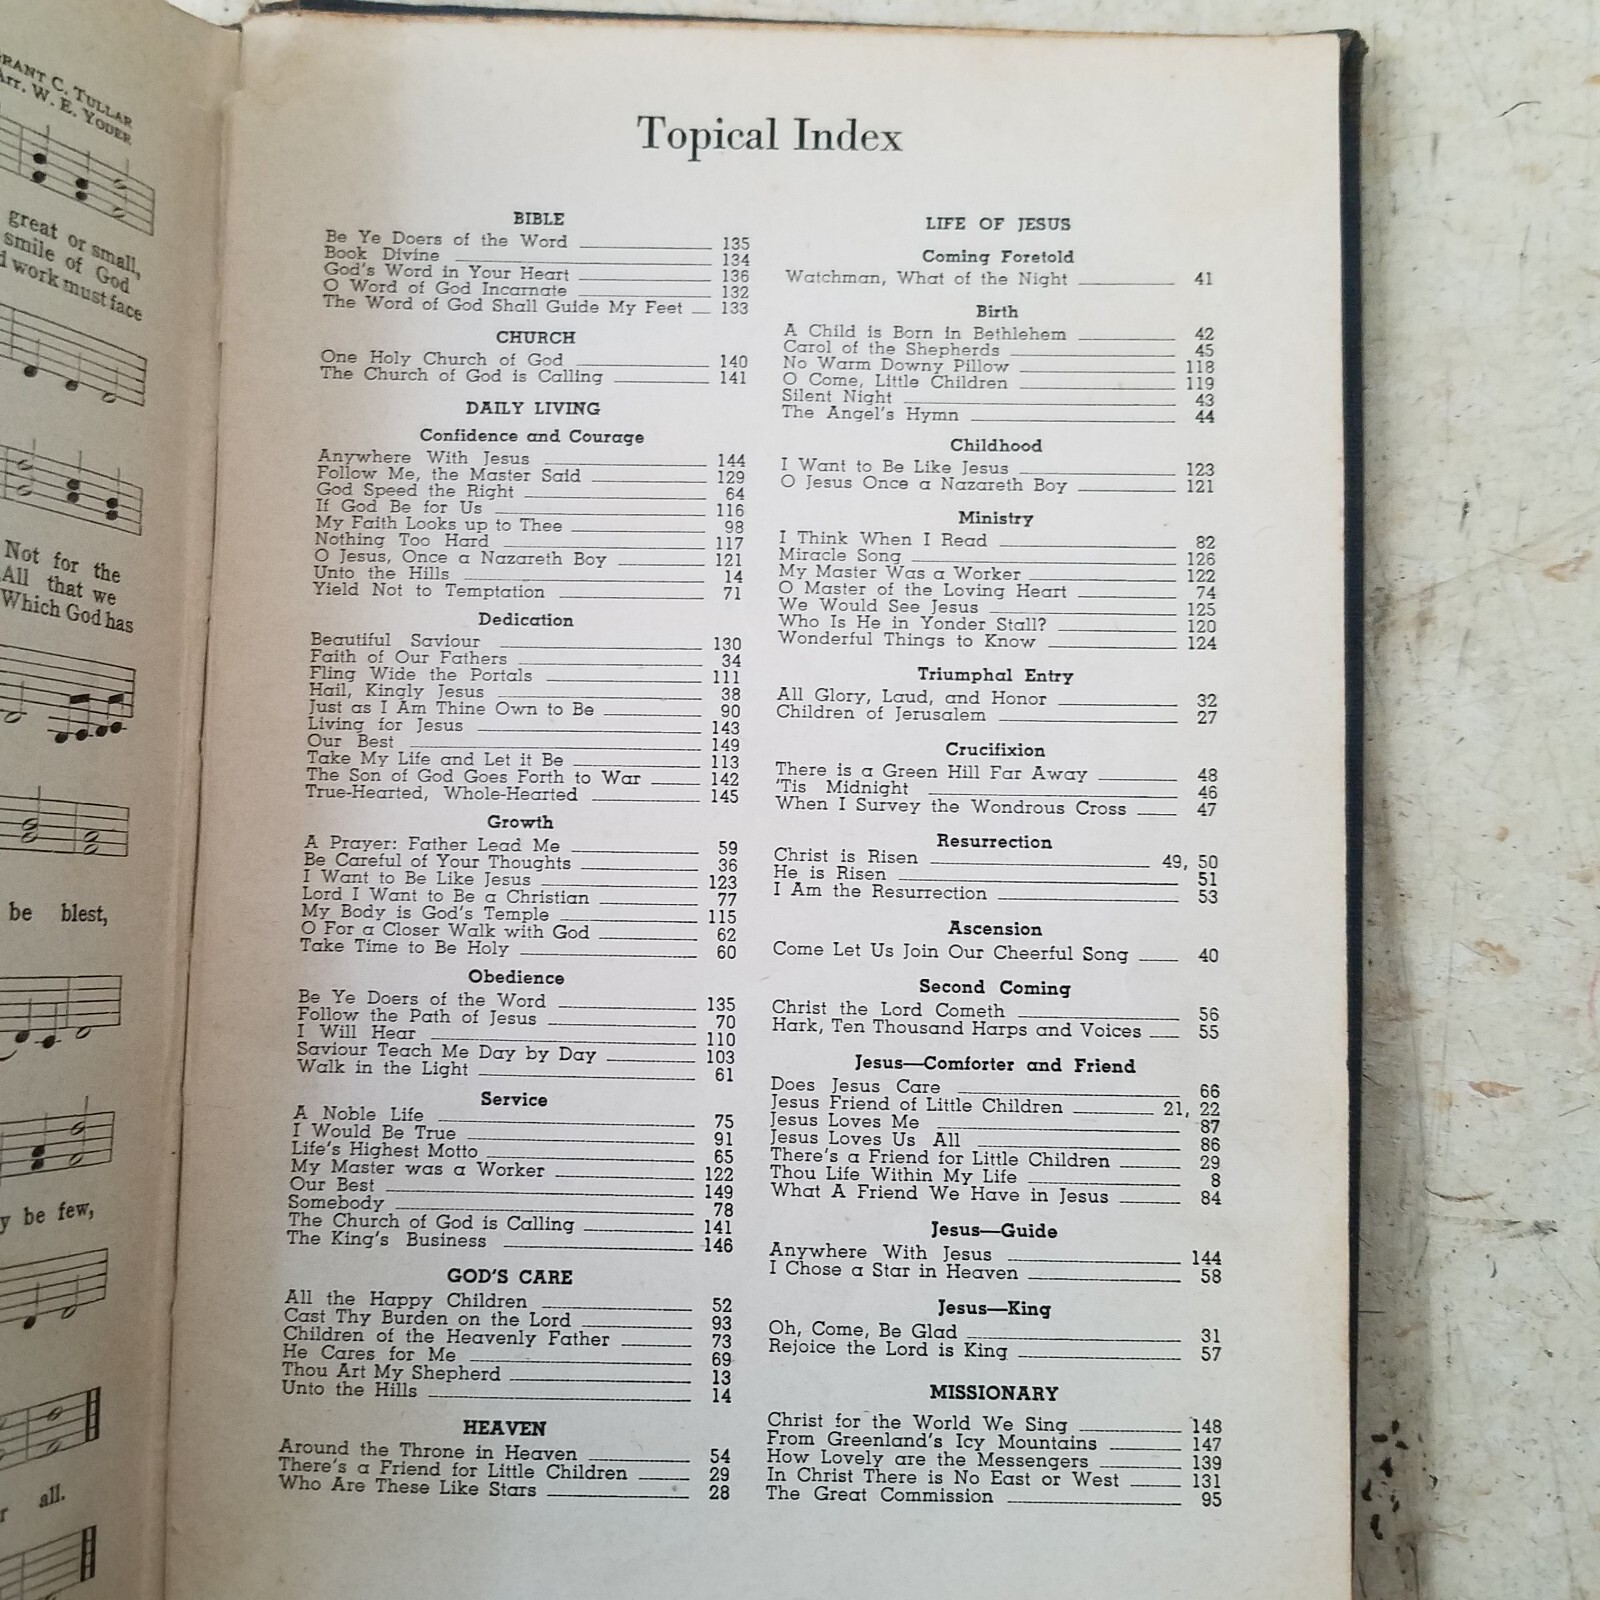 GRANT C. TULLAR
Arr. W. E. YODER
great or small,
smile of God
work must face
Not for the
All that we
Which God has
be blest,
be few,
all.
Topical Index
BIBLE
Be Ye Doers of the Word 135
Book Divine 134
God's Word in Your Heart 136
O Word of God Incarnate 132
The Word of God Shall Guide My Feet 133
CHURCH
One Holy Church of God 140
The Church of God is Calling 141
DAILY LIVING
Confidence and Courage
Anywhere With Jesus 144
Follow Me, the Master Said 129
God Speed the Right 64
If God Be for Us 116
My Faith Looks up to Thee 98
Nothing Too Hard 117
O Jesus, Once a Nazareth Boy 121
Unto the Hills 14
Yield Not to Temptation 71
Dedication
Beautiful Saviour 130
Faith of Our Fathers 34
Fling Wide the Portals 111
Hail, Kingly Jesus 38
Just as I Am Thine Own to Be 90
Living for Jesus 143
Our Best 149
Take My Life and Let it Be 113
The Son of God Goes Forth to War 142
True-Hearted, Whole-Hearted 145
Growth
A Prayer: Father Lead Me 59
Be Careful of Your Thoughts 36
I Want to Be Like Jesus 123
Lord I Want to Be a Christian 77
My Body is God's Temple 115
O For a Closer Walk with God 62
Take Time to Be Holy 60
Obedience
Be Ye Doers of the Word 135
Follow the Path of Jesus 70
I Will Hear 110
Saviour Teach Me Day by Day 103
Walk in the Light 61
Service
A Noble Life 75
I Would Be True 91
Life's Highest Motto 65
My Master was a Worker 122
Our Best 149
Somebody 78
The Church of God is Calling 141
The King's Business 146
GOD'S CARE
All the Happy Children 52
Cast Thy Burden on the Lord 93
Children of the Heavenly Father 73
He Cares for Me 69
Thou Art My Shepherd 13
Unto the Hills 14
HEAVEN
Around the Throne in Heaven 54
There's a Friend for Little Children 29
Who Are These Like Stars 28
LIFE OF JESUS
Coming Foretold
Watchman, What of the Night 41
Birth
A Child is Born in Bethlehem 42
Carol of the Shepherds 45
No Warm Downy Pillow 118
O Come, Little Children 119
Silent Night 43
The Angel's Hymn 44
Childhood
I Want to Be Like Jesus 123
O Jesus Once a Nazareth Boy 121
Ministry
I Think When I Read 82
Miracle Song 126
My Master Was a Worker 122
O Master of the Loving Heart 74
We Would See Jesus 125
Who Is He in Yonder Stall? 120
Wonderful Things to Know 124
Triumphal Entry
All Glory, Laud, and Honor 32
Children of Jerusalem 27
Crucifixion
There is a Green Hill Far Away 48
'Tis Midnight 46
When I Survey the Wondrous Cross 47
Resurrection
Christ is Risen 49, 50
He is Risen 51
I Am the Resurrection 53
Ascension
Come Let Us Join Our Cheerful Song 40
Second Coming
Christ the Lord Cometh 56
Hark, Ten Thousand Harps and Voices 55
Jesus—Comforter and Friend
Does Jesus Care 66
Jesus Friend of Little Children 21, 22
Jesus Loves Me 87
Jesus Loves Us All 86
There's a Friend for Little Children 29
Thou Life Within My Life 8
What A Friend We Have in Jesus 84
Jesus—Guide
Anywhere With Jesus 144
I Chose a Star in Heaven 58
Jesus—King
Oh, Come, Be Glad 31
Rejoice the Lord is King 57
MISSIONARY
Christ for the World We Sing 148
From Greenland's Icy Mountains 147
How Lovely are the Messengers 139
In Christ There is No East or West 131
The Great Commission 95